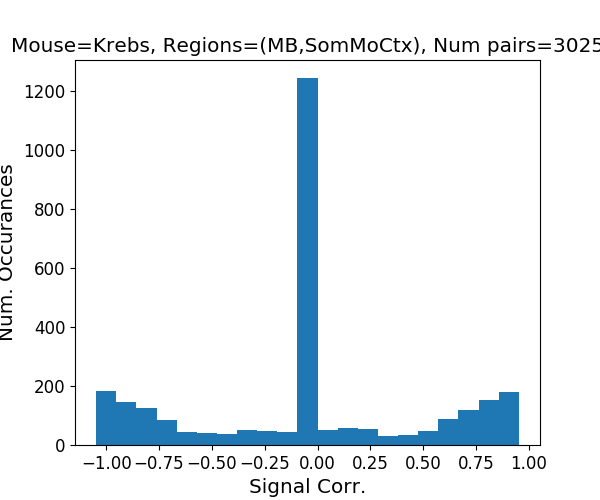 Mouse=Krebs, Regions=(MB,SomMoCtx), Num pairs=3025
1200
1000
800
600
400
200
0
Num. Occurances
−1.00 −0.75 −0.50 −0.25 0.00 0.25 0.50 0.75 1.00
Signal Corr.